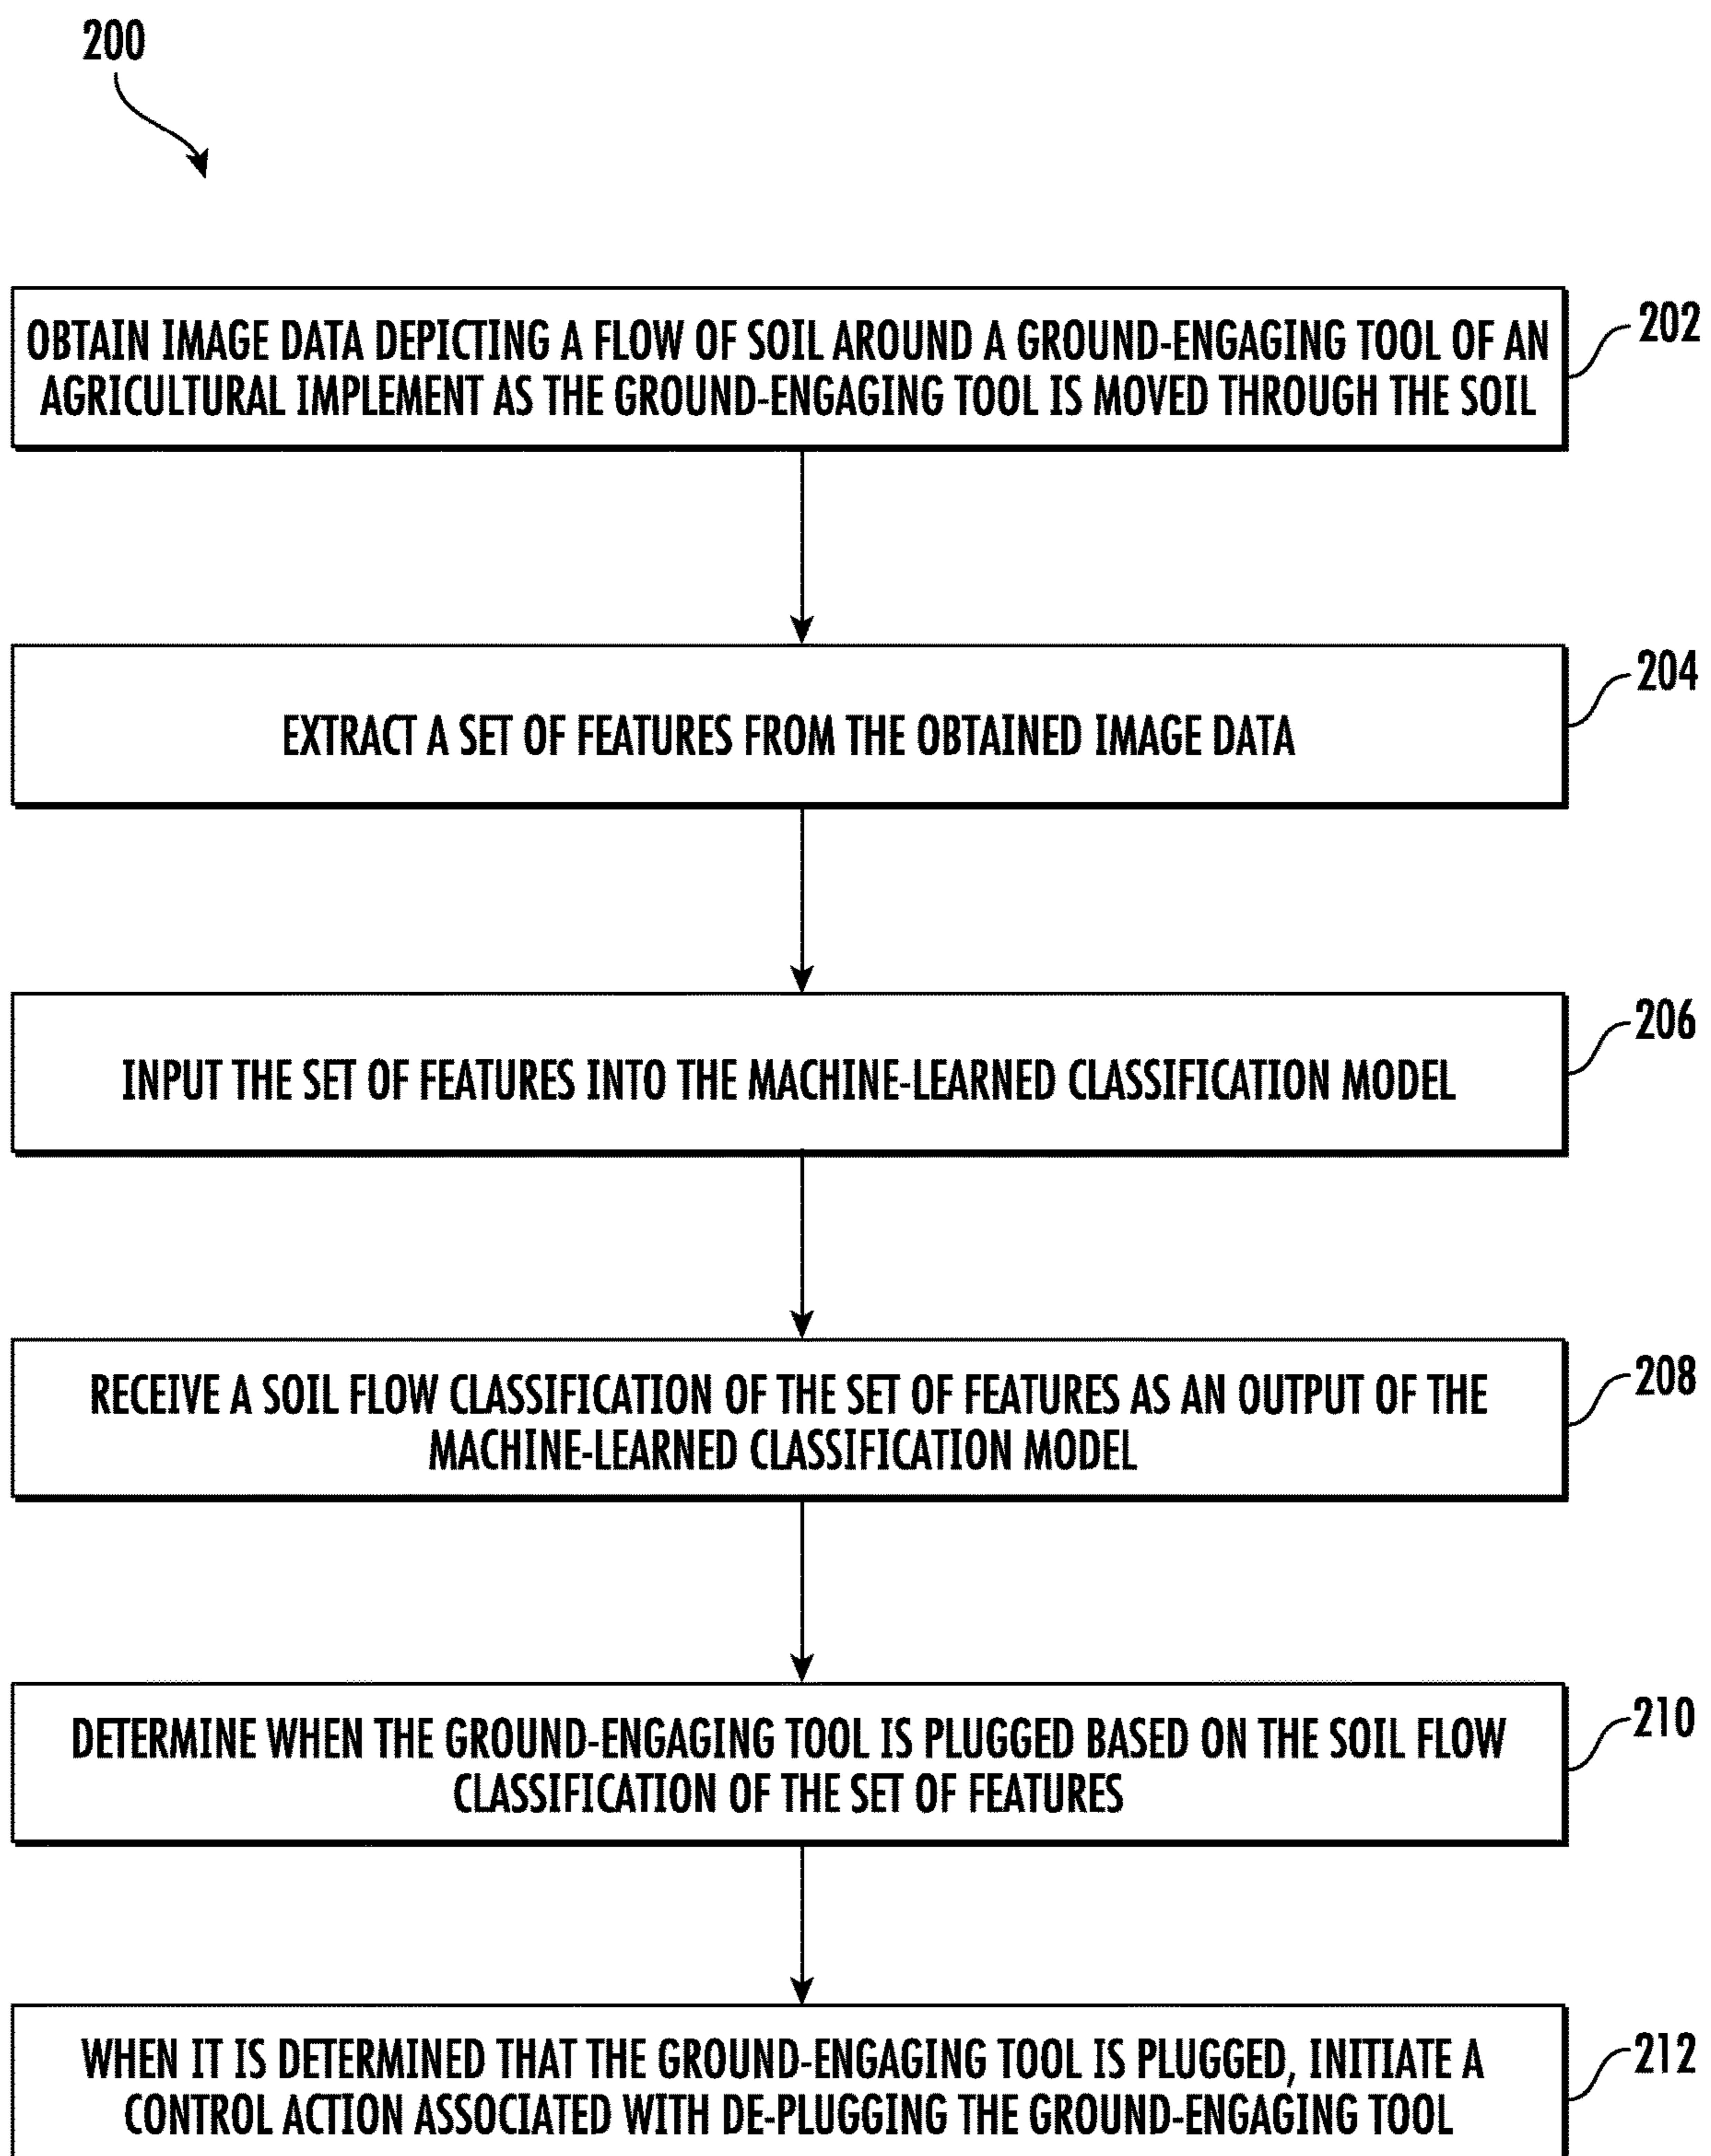 200
OBTAIN IMAGE DATA DEPICTING A FLOW OF SOIL AROUND A GROUND-ENGAGING TOOL OF AN
AGRICULTURAL IMPLEMENT AS THE GROUND-ENGAGING TOOL IS MOVED THROUGH THE SOIL
202
EXTRACT A SET OF FEATURES FROM THE OBTAINED IMAGE DATA
204
INPUT THE SET OF FEATURES INTO THE MACHINE-LEARNED CLASSIFICATION MODEL
206
RECEIVE A SOIL FLOW CLASSIFICATION OF THE SET OF FEATURES AS AN OUTPUT OF THE
MACHINE-LEARNED CLASSIFICATION MODEL
208
DETERMINE WHEN THE GROUND-ENGAGING TOOL IS PLUGGED BASED ON THE SOIL FLOW
CLASSIFICATION OF THE SET OF FEATURES
210
WHEN IT IS DETERMINED THAT THE GROUND-ENGAGING TOOL IS PLUGGED, INITIATE A
CONTROL ACTION ASSOCIATED WITH DE-PLUGGING THE GROUND-ENGAGING TOOL
212